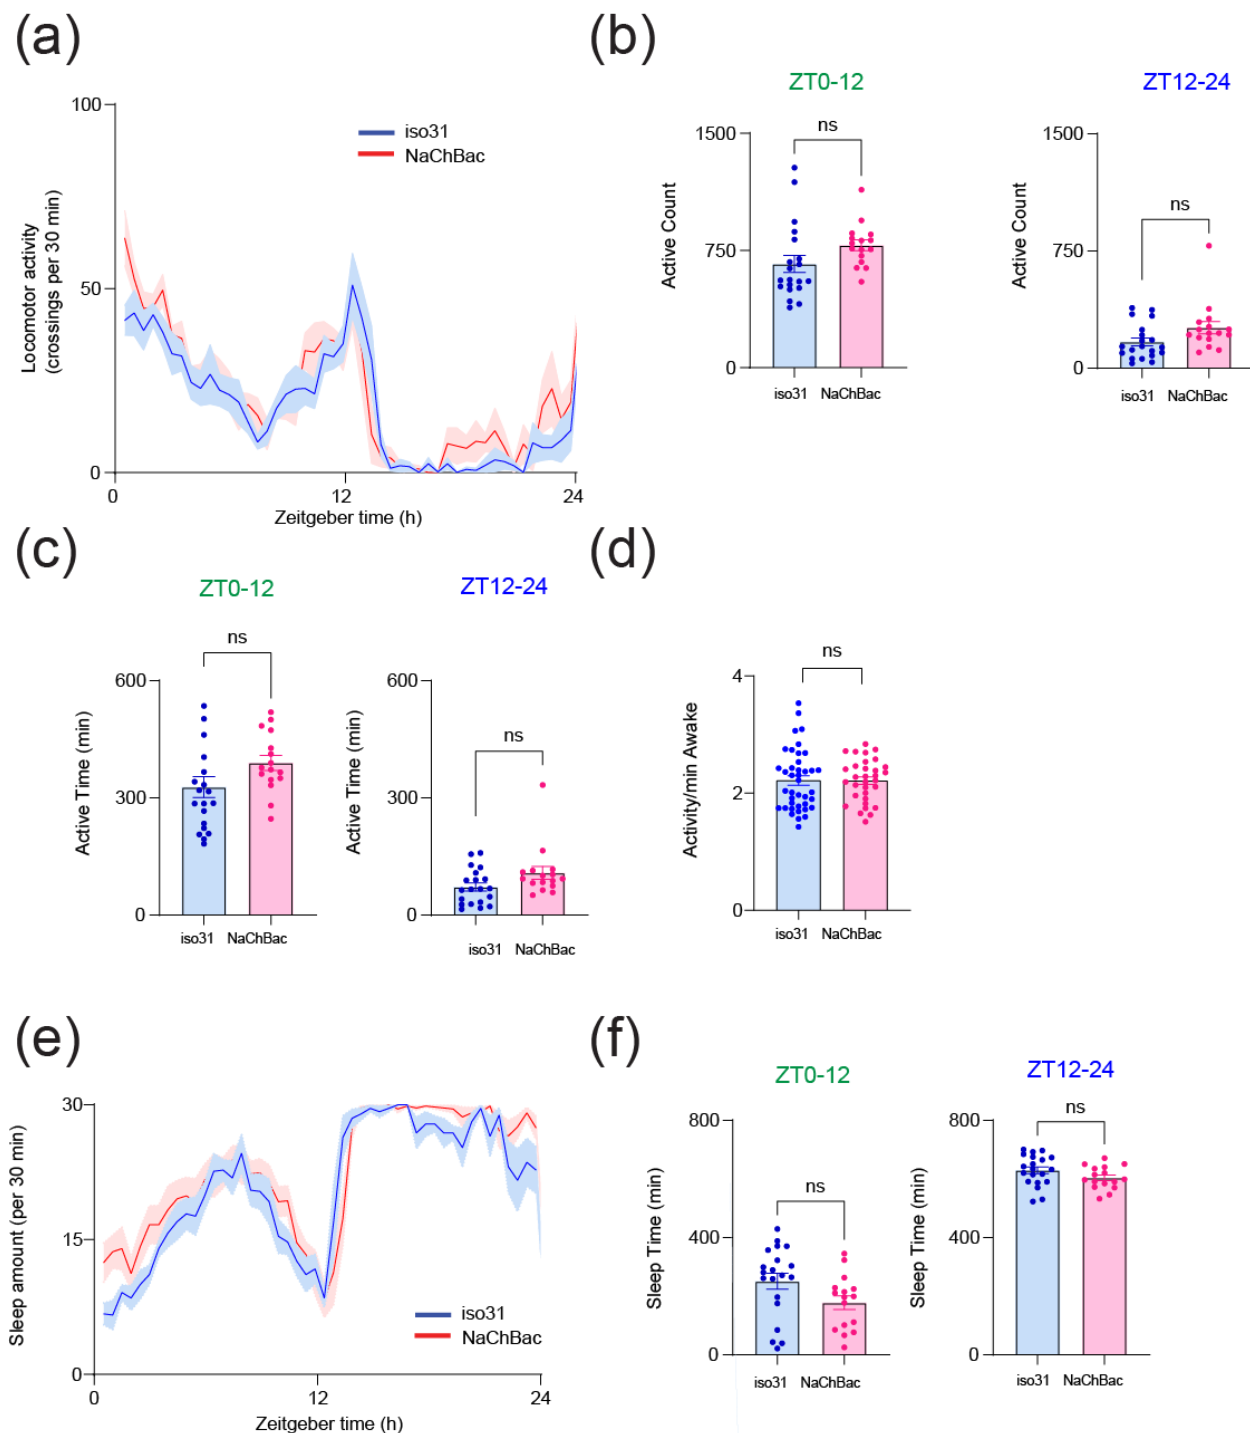 (a)
100
50
0
0
12
24
Locomotor activity
(crossings per 30 min)
Zeitgeber time (h)
iso31
NaChBac
(b)
ZT0-12
1500
750
0
Active Count
ns
iso31
NaChBac
ZT12-24
1500
750
0
Active Count
ns
iso31
NaChBac
(c)
ZT0-12
600
300
0
Active Time (min)
ns
iso31
NaChBac
ZT12-24
600
300
0
Active Time (min)
ns
iso31
NaChBac
(d)
4
2
0
Activity/min Awake
ns
iso31
NaChBac
(e)
30
15
0
0
12
24
Sleep amount (per 30 min)
Zeitgeber time (h)
iso31
NaChBac
(f)
ZT0-12
800
400
0
Sleep Time (min)
ns
iso31
NaChBac
ZT12-24
800
400
0
Sleep Time (min)
ns
iso31
NaChBac